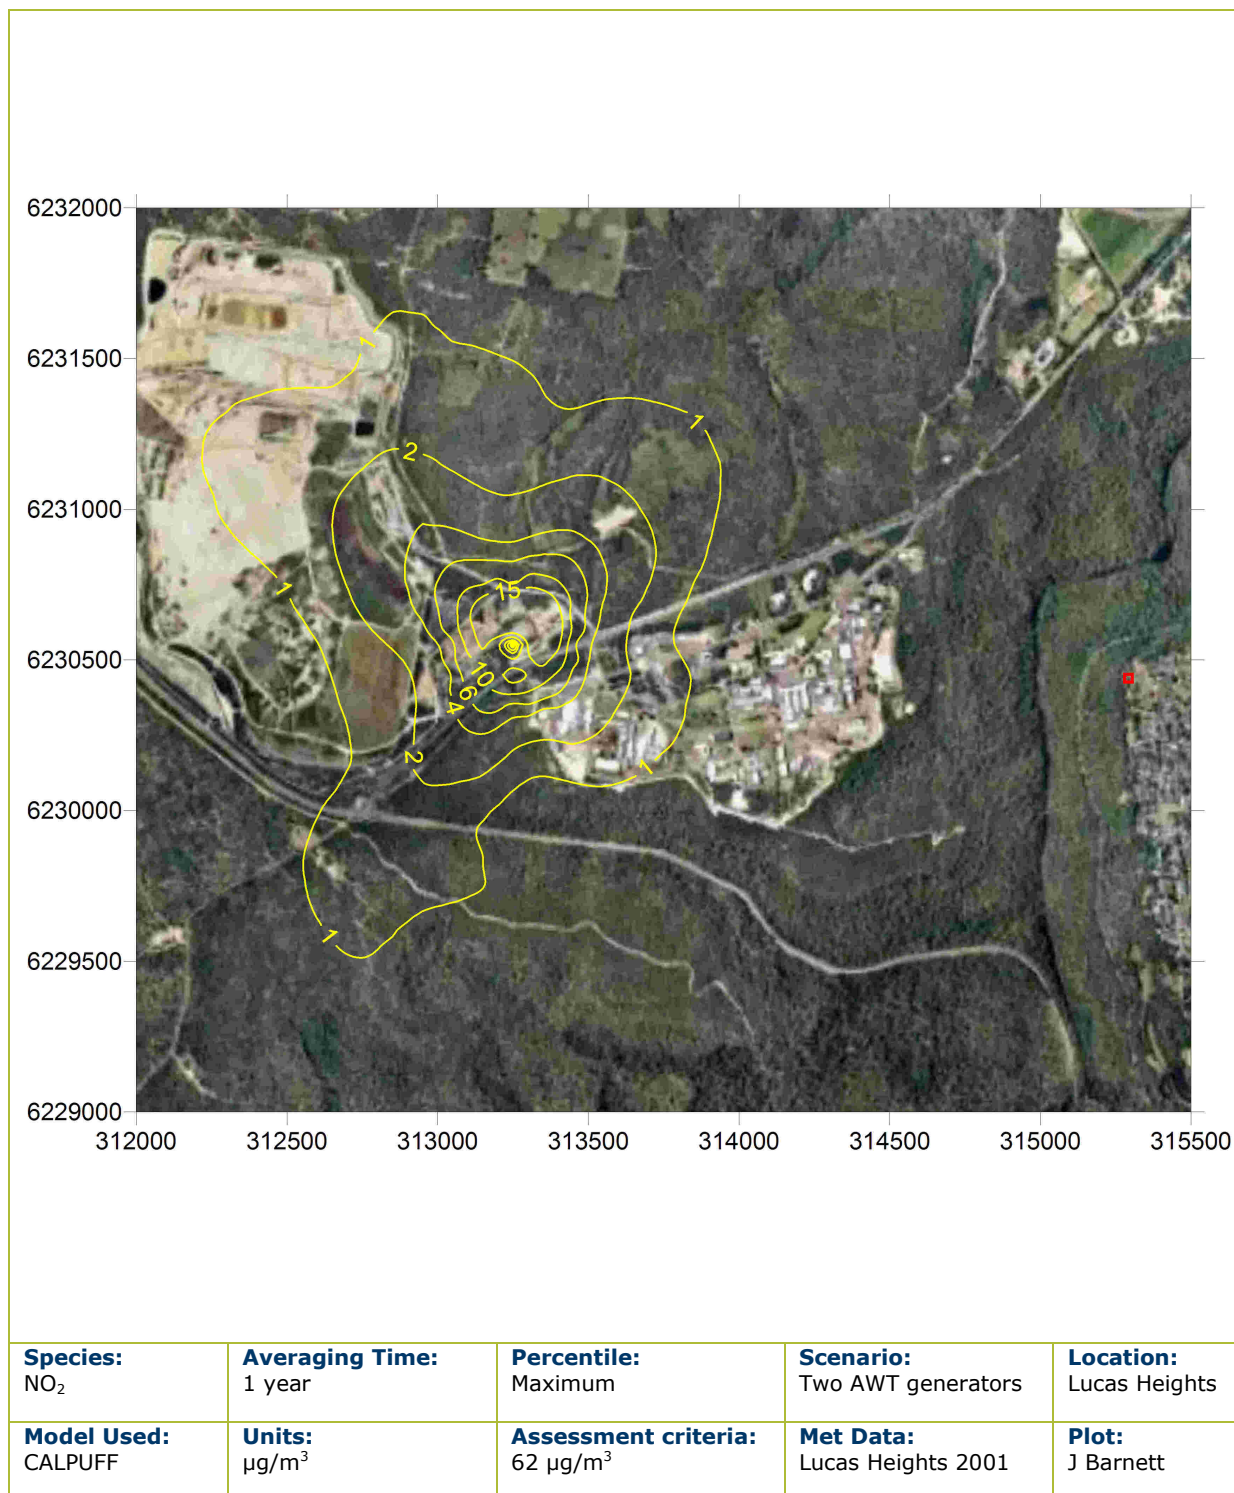 6232000
6231500
6231000
6230500
6230000
6229500
6229000
312000 312500 313000 313500 314000 314500 315000 315500
1
1
2
1
15
10
6
4
2
1
1
Species:
NO₂
Averaging Time:
1 year
Percentile:
Maximum
Scenario:
Two AWT generators
Location:
Lucas Heights
Model Used:
CALPUFF
Units:
µg/m³
Assessment criteria:
62 µg/m³
Met Data:
Lucas Heights 2001
Plot:
J Barnett